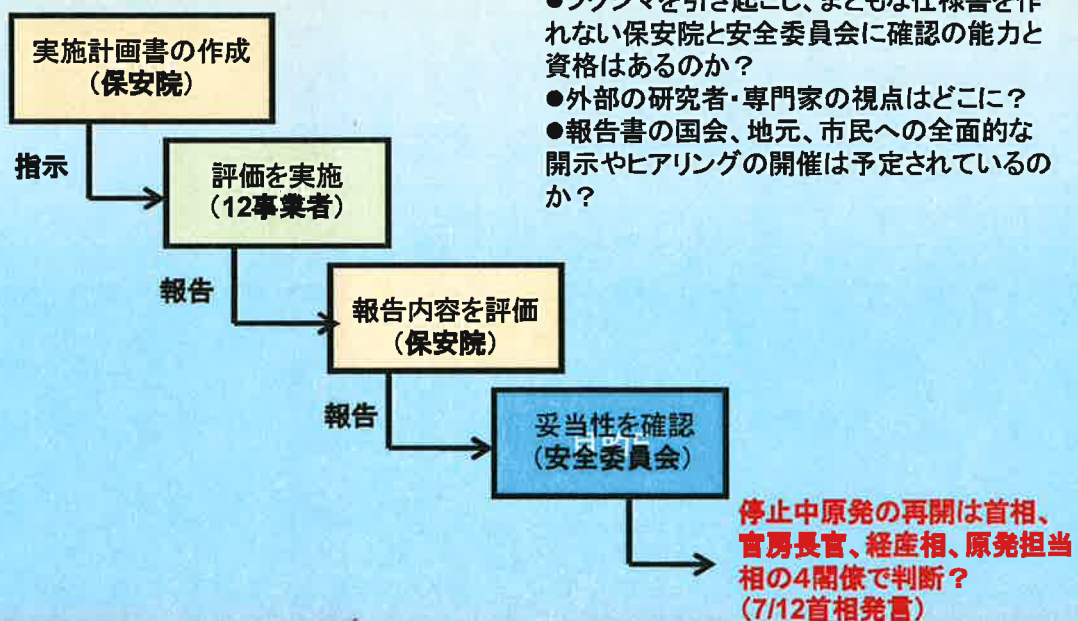 れない保安院と安全委員会に確認の能力と
資格はあるのか?
●外部の研究者・専門家の視点はどこに?
●報告書の国会、地元、市民への全面的な
開示やヒアリングの開催は予定されているの
か?
実施計画書の作成
(保安院)
指示
評価を実施
(12事業者)
報告
報告内容を評価
(保安院)
報告
妥当性を確認
(安全委員会)
停止中原発の再開は首相、
官房長官、経産相、原発担当
相の4閣僚で判断?
(7/12首相発言)